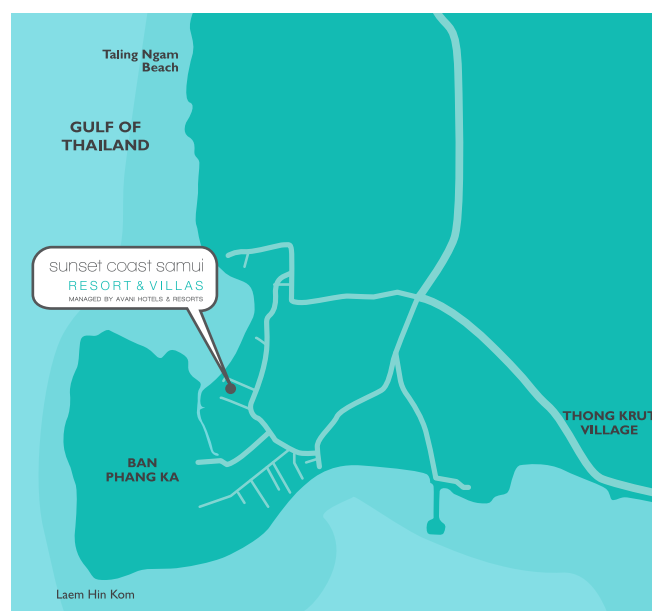 Taling Ngam
Beach
GULF OF
THAILAND
sunset coast samui
RESORT & VILLAS
MANAGED BY AVANI HOTELS & RESORTS
THONG KRUT
VILLAGE
BAN
PHANG KA
Laem Hin Kom